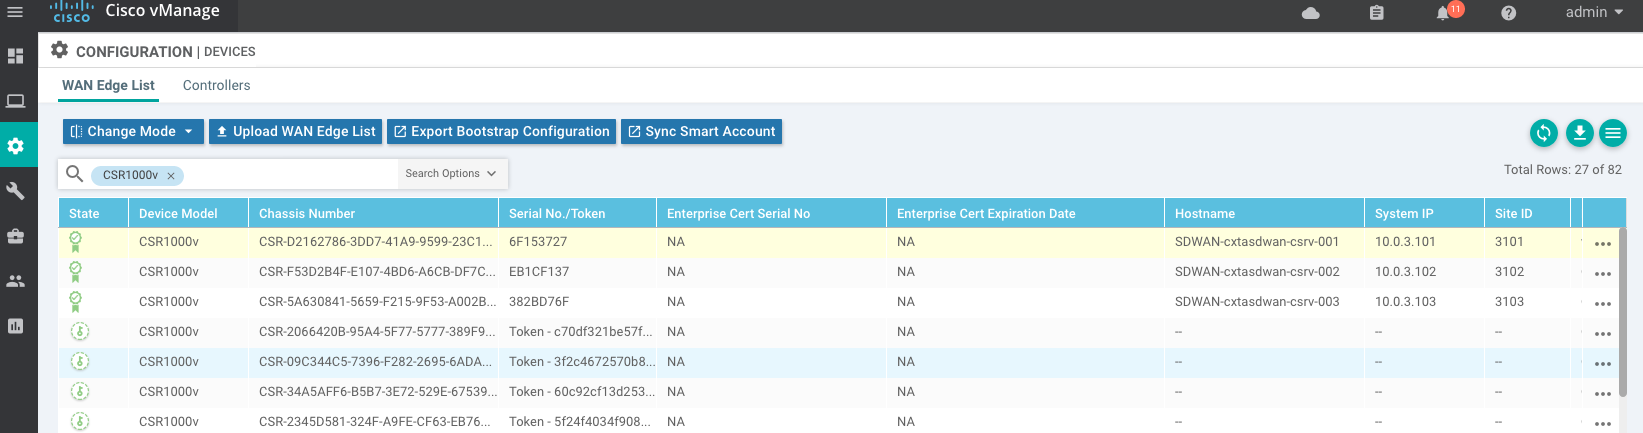 CISCO Cisco vManage 11 admin
CONFIGURATION | DEVICES
WAN Edge List Controllers
Change Mode Upload WAN Edge List Export Bootstrap Configuration Sync Smart Account
CSR1000v × Search Options Total Rows: 27 of 82
State Device Model Chassis Number Serial No./Token Enterprise Cert Serial No Enterprise Cert Expiration Date Hostname System IP Site ID
CSR1000v CSR-D2162786-3DD7-41A9-9599-23C1... 6F153727 NA NA SDWAN-cxtasdwan-csrv-001 10.0.3.101 3101 ...
CSR1000v CSR-F53D2B4F-E107-4BD6-A6CB-DF7C... EB1CF137 NA NA SDWAN-cxtasdwan-csrv-002 10.0.3.102 3102 ...
CSR1000v CSR-5A630841-5659-F215-9F53-A002B... 382BD76F NA NA SDWAN-cxtasdwan-csrv-003 10.0.3.103 3103 ...
CSR1000v CSR-2066420B-95A4-5F77-5777-389F9... Token - c70df321be57f... NA NA -- -- -- ...
CSR1000v CSR-09C344C5-7396-F282-2695-6ADA... Token - 3f2c4672570b8... NA NA -- -- -- ...
CSR1000v CSR-34A5AFF6-B5B7-3E72-529E-67539... Token - 60c92cf13d253... NA NA -- -- -- ...
CSR1000v CSR-2345D581-324F-A9FE-CF63-EB76... Token - 5f24f4034f908... NA NA -- -- -- ...